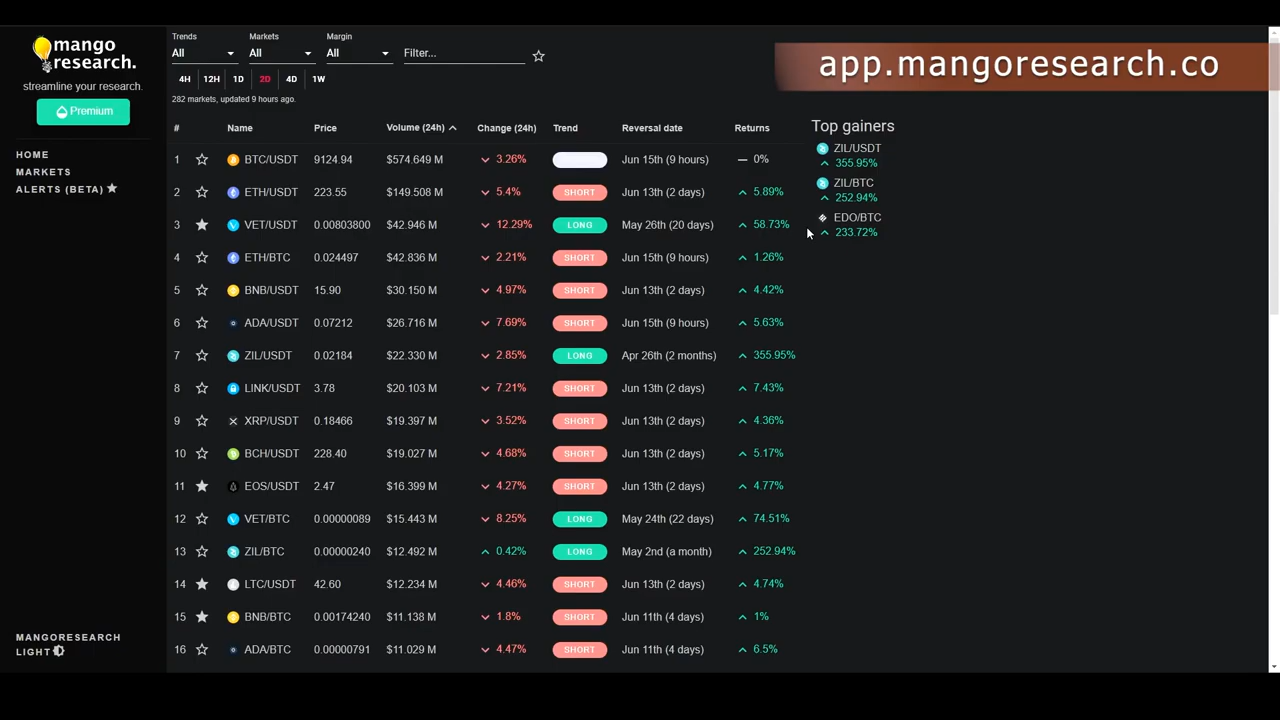 mango
research.
streamline your research.
Premium
HOME
MARKETS
ALERTS (BETA)
MANGORESEARCH
LIGHT
Trends Markets Margin
All All All Filter...
4H 12H 1D 2D 4D 1W
282 markets, updated 9 hours ago.
app.mangoresearch.co
# Name Price Volume (24h) Change (24h) Trend Reversal date Returns
1 BTC/USDT 9124.94 $574.649 M 3.26% Jun 15th (9 hours) 0%
2 ETH/USDT 223.55 $149.508 M 5.4% SHORT Jun 13th (2 days) 5.89%
3 VET/USDT 0.00803800 $42.946 M 12.29% LONG May 26th (20 days) 58.73%
4 ETH/BTC 0.024497 $42.836 M 2.21% SHORT Jun 15th (9 hours) 1.26%
5 BNB/USDT 15.90 $30.150 M 4.97% SHORT Jun 13th (2 days) 4.42%
6 ADA/USDT 0.07212 $26.716 M 7.69% SHORT Jun 15th (9 hours) 5.63%
7 ZIL/USDT 0.02184 $22.330 M 2.85% LONG Apr 26th (2 months) 355.95%
8 LINK/USDT 3.78 $20.103 M 7.21% SHORT Jun 13th (2 days) 7.43%
9 XRP/USDT 0.18466 $19.397 M 3.52% SHORT Jun 13th (2 days) 4.36%
10 BCH/USDT 228.40 $19.027 M 4.68% SHORT Jun 13th (2 days) 5.17%
11 EOS/USDT 2.47 $16.399 M 4.27% SHORT Jun 13th (2 days) 4.77%
12 VET/BTC 0.00000089 $15.443 M 8.25% LONG May 24th (22 days) 74.51%
13 ZIL/BTC 0.00000240 $12.492 M 0.42% LONG May 2nd (a month) 252.94%
14 LTC/USDT 42.60 $12.234 M 4.46% SHORT Jun 13th (2 days) 4.74%
15 BNB/BTC 0.00174240 $11.138 M 1.8% SHORT Jun 11th (4 days) 1%
16 ADA/BTC 0.00000791 $11.029 M 4.47% SHORT Jun 11th (4 days) 6.5%
Top gainers
ZIL/USDT
355.95%
ZIL/BTC
252.94%
EDO/BTC
233.72%